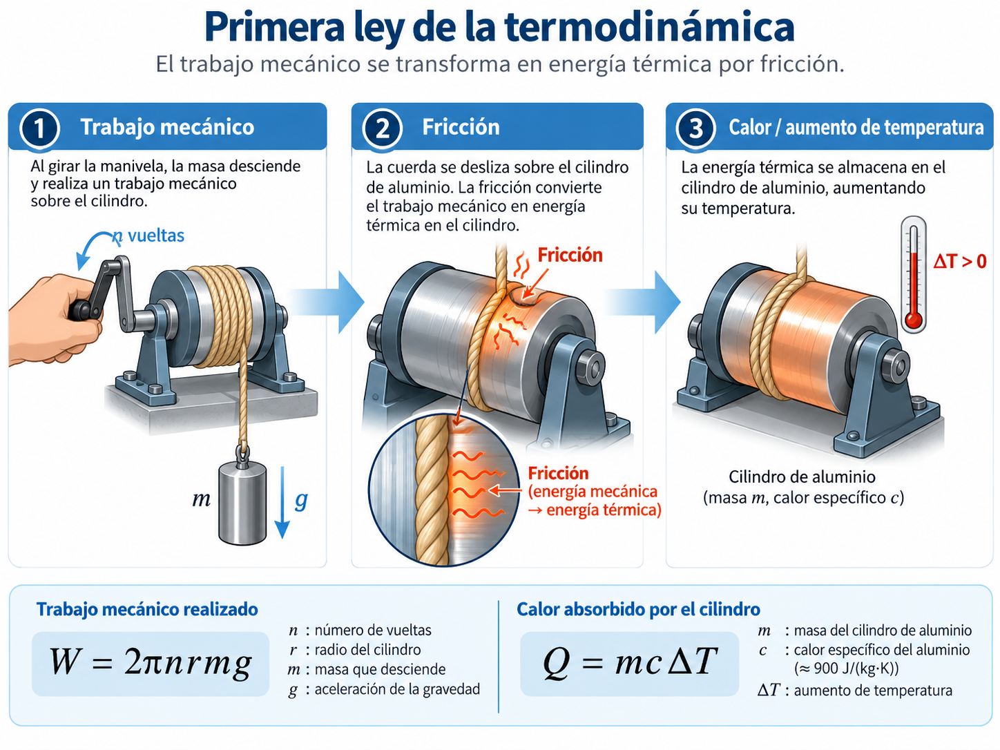 Primera ley de la termodinámica
El trabajo mecánico se transforma en energía térmica por fricción.
1 Trabajo mecánico
Al girar la manivela, la masa desciende
y realiza un trabajo mecánico
sobre el cilindro.
n vueltas
m
g
2 Fricción
La cuerda se desliza sobre el cilindro
de aluminio. La fricción convierte
el trabajo mecánico en energía
térmica en el cilindro.
Fricción
Fricción
(energía mecánica
→ energía térmica)
3 Calor / aumento de temperatura
La energía térmica se almacena en el
cilindro de aluminio, aumentando
su temperatura.
ΔT > 0
Cilindro de aluminio
(masa m, calor específico c)
Trabajo mecánico realizado
W = 2πnrmg
n : número de vueltas
r : radio del cilindro
m : masa que desciende
g : aceleración de la gravedad
Calor absorbido por el cilindro
Q = mcΔT
m : masa del cilindro de aluminio
c : calor específico del aluminio
(≈ 900 J/(kg·K))
ΔT : aumento de temperatura